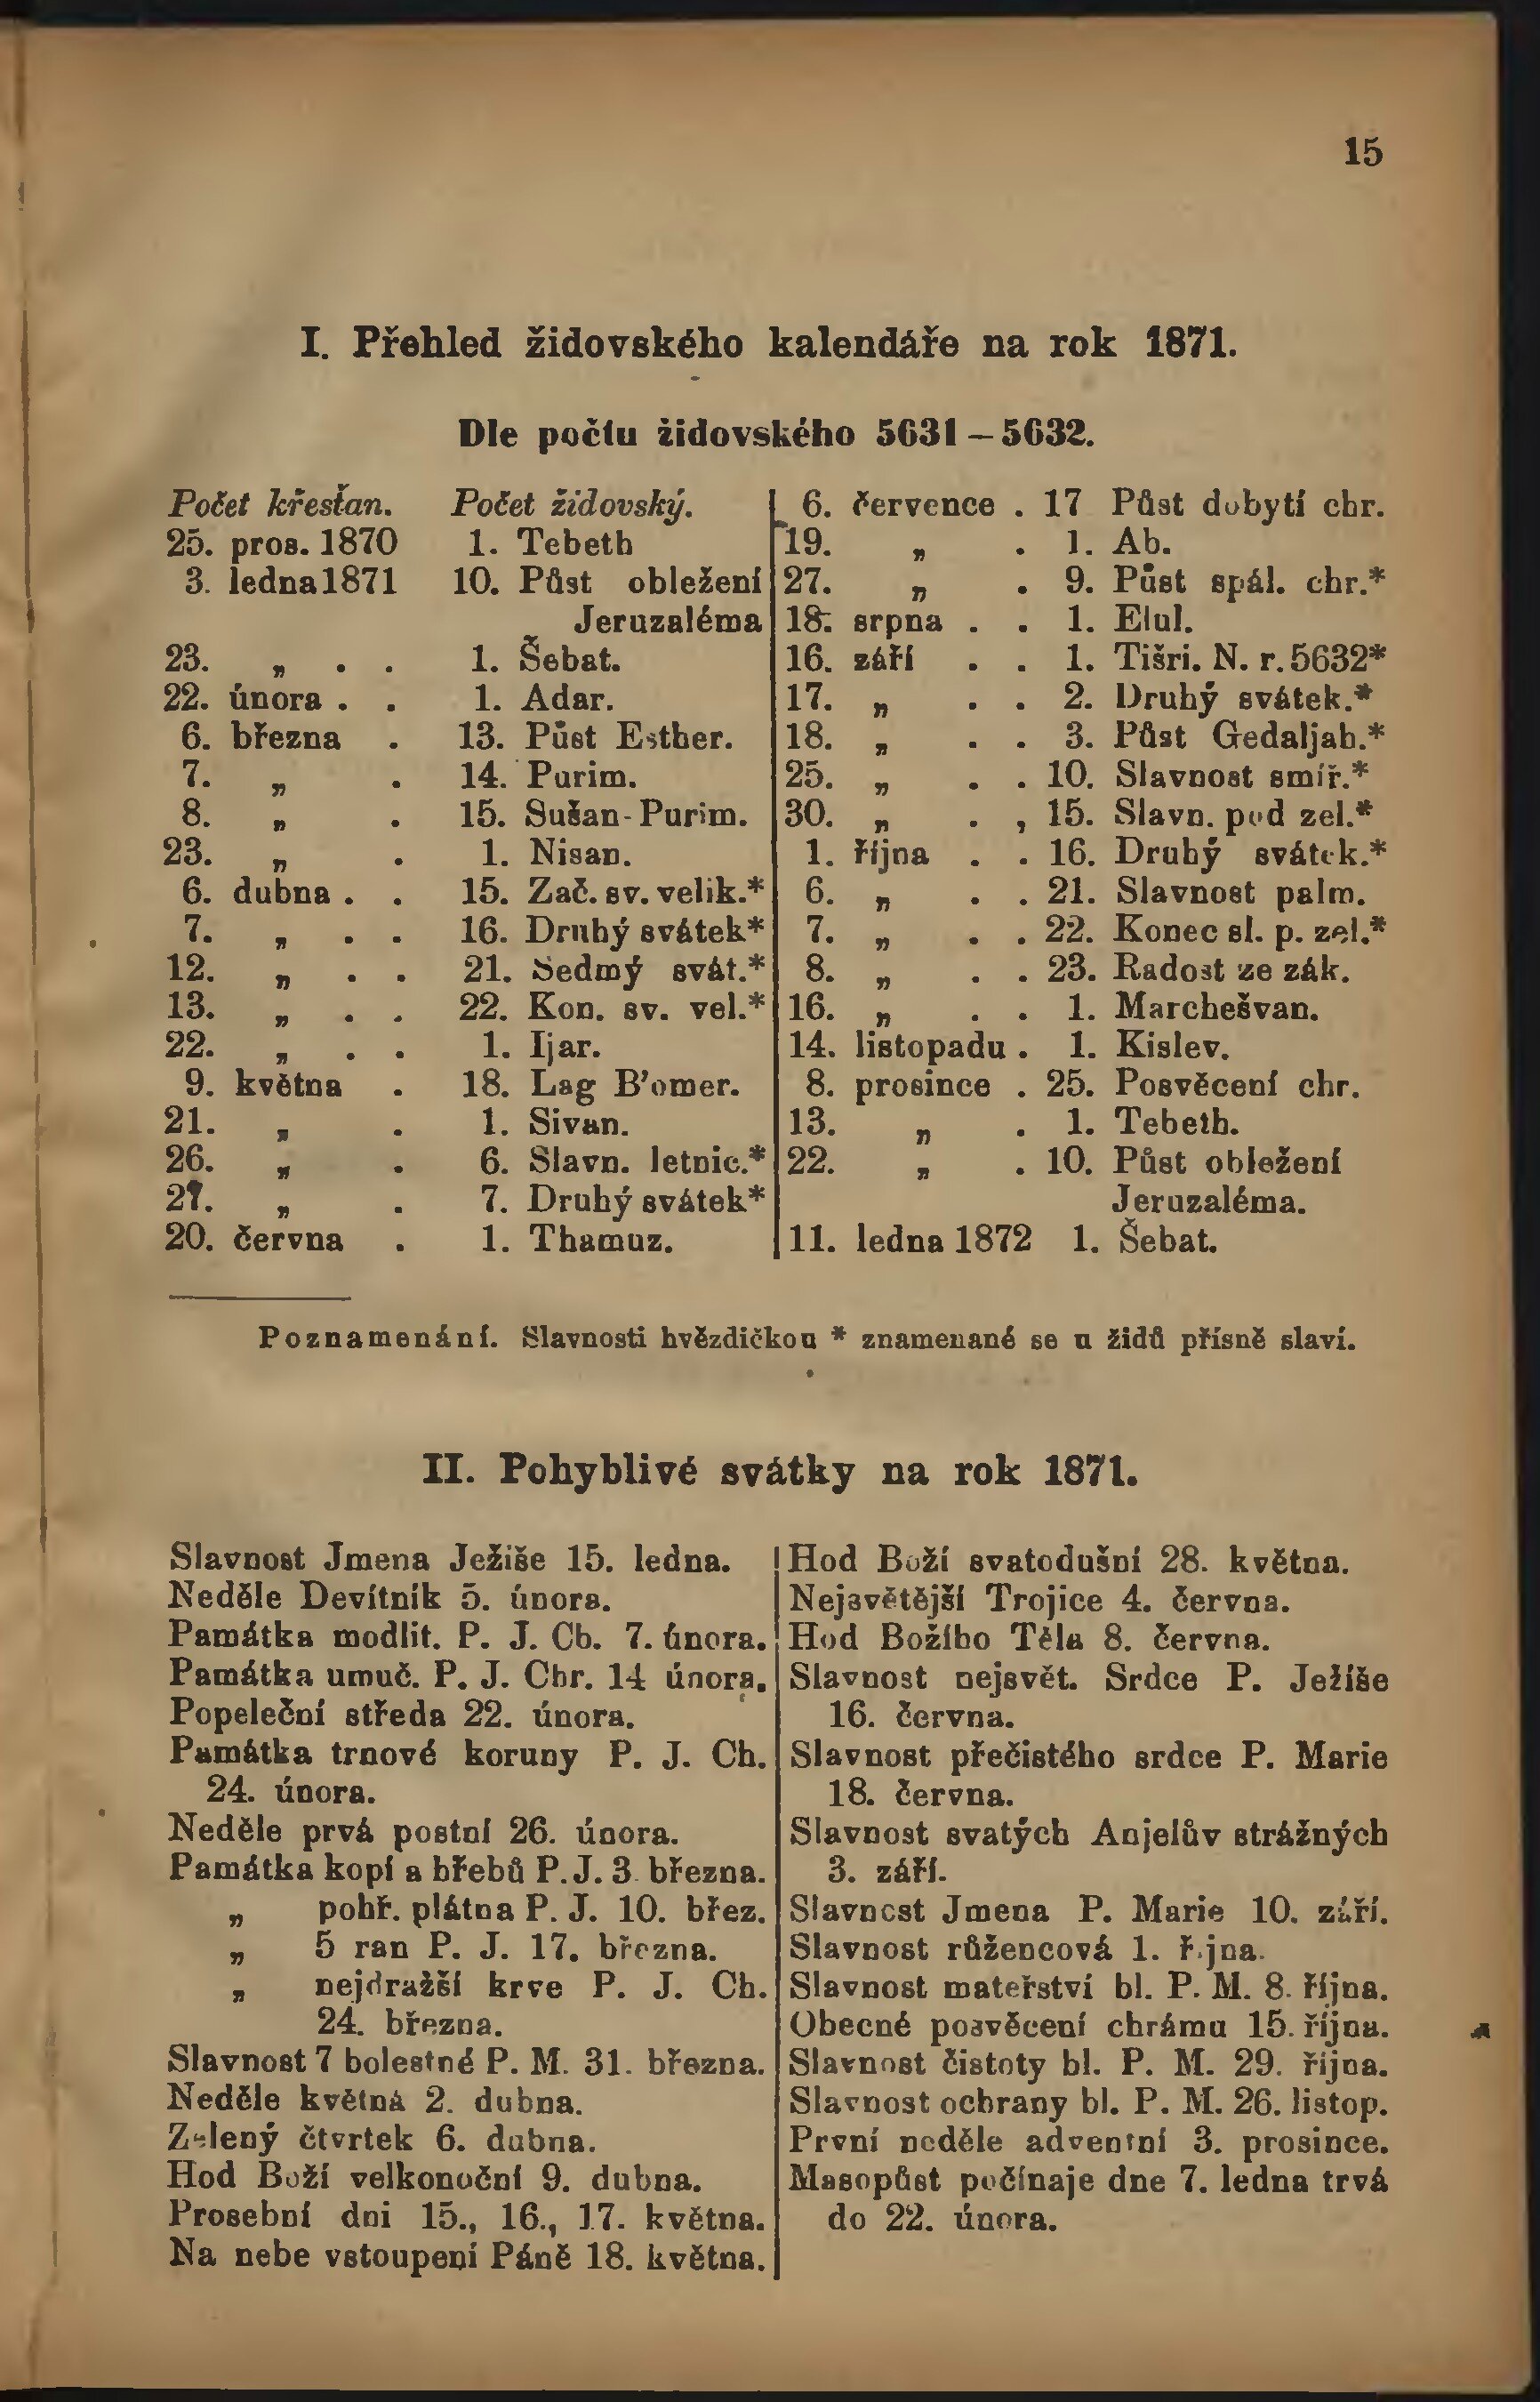 15
I. Přehled židovského kalendáře na rok 1871.
Dle počtu židovského 5631 – 5632.
Počet křesťan. Počet židovský.
25. pros. 1870 1. Tebeth
3. ledna 1871 10. Půst obležení
Jeruzaléma
23. „ . . 1. Šebat.
22. února . . 1. Adar.
6. března . 13. Půst Esther.
7. „ . 14. Purim.
8. „ . 15. Sušan-Purim.
23. „ . 1. Nisan.
6. dubna . . 15. Zač. sv. velik.*
7. „ . . 16. Druhý svátek*
12. „ . . 21. Sedmý svát.*
13. „ . . 22. Kon. sv. vel.*
22. „ . . 1. Ijar.
9. května . 18. Lag B'omer.
21. „ . 1. Sivan.
26. „ . 6. Slavn. letnic.*
27. „ . 7. Druhý svátek*
20. června . 1. Thamuz.
6. července . 17 Půst dobytí chr.
19. „ . 1. Ab.
27. „ . 9. Půst spál. chr.*
18. srpna . . 1. Elul.
16. září . . 1. Tišri. N. r. 5632*
17. „ . . 2. Druhý svátek.*
18. „ . . 3. Půst Gedaljah.*
25. „ . . 10. Slavnost smíř.*
30. „ . , 15. Slavn. pod zel.*
1. října . . 16. Druhý svátek.*
6. „ . . 21. Slavnost palm.
7. „ . . 22. Konec sl. p. zel.*
8. „ . . 23. Radost ze zák.
16. „ . . 1. Marchešvan.
14. listopadu . 1. Kislev.
8. prosince . 25. Posvěcení chr.
13. „ . 1. Tebeth.
22. „ . 10. Půst obležení
Jeruzaléma.
11. ledna 1872 1. Šebat.
Poznamenání. Slavnosti hvězdičkou * znamenané se u židů přísně slaví.
II. Pohyblivé svátky na rok 1871.
Slavnost Jmena Ježiše 15. ledna.
Neděle Devítník 5. února.
Památka modlit. P. J. Ch. 7. února.
Památka umuč. P. J. Chr. 14 února.
Popeleční středa 22. února.
Památka trnové koruny P. J. Ch.
24. února.
Neděle prvá postní 26. února.
Památka kopí a hřebů P. J. 3 března.
„ pohř. plátna P. J. 10. břez.
„ 5 ran P. J. 17. března.
„ nejdražší krve P. J. Ch.
24. března.
Slavnost 7 bolestné P. M. 31. března.
Neděle květná 2. dubna.
Zelený čtvrtek 6. dubna.
Hod Boží velkonoční 9. dubna.
Prosební dni 15., 16., 17. května.
Na nebe vstoupení Páně 18. května.
Hod Boží svatodušní 28. května.
Nejsvětější Trojice 4. června.
Hod Božího Těla 8. června.
Slavnost nejsvět. Srdce P. Ježíše
16. června.
Slavnost přečistého srdce P. Marie
18. června.
Slavnost svatých Anjelův strážných
3. září.
Slavnost Jmena P. Marie 10. září.
Slavnost růžencová 1. října.
Slavnost mateřství bl. P. M. 8. října.
Obecné posvěcení chrámu 15. října.
Slavnost čistoty bl. P. M. 29. října.
Slavnost ochrany bl. P. M. 26. listop.
První neděle adventní 3. prosince.
Masopůst počínaje dne 7. ledna trvá
do 22. února.